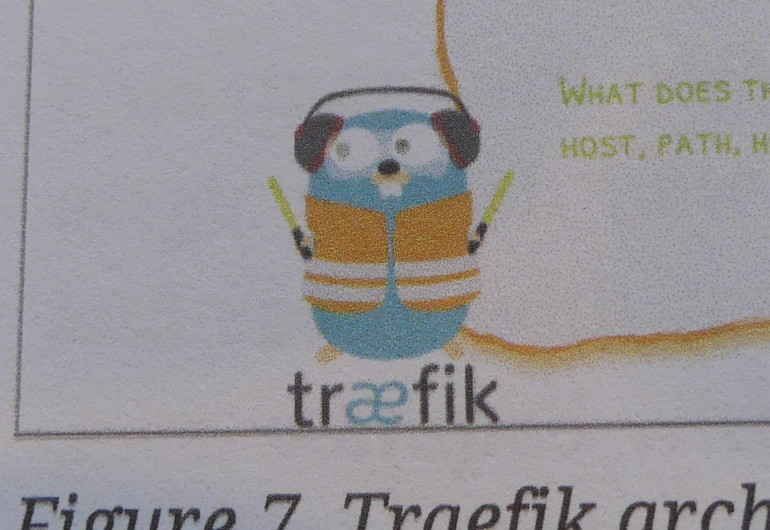 WHAT DOES TH
HOST, PATH, H
træfik
Figure 7. Traefik arch